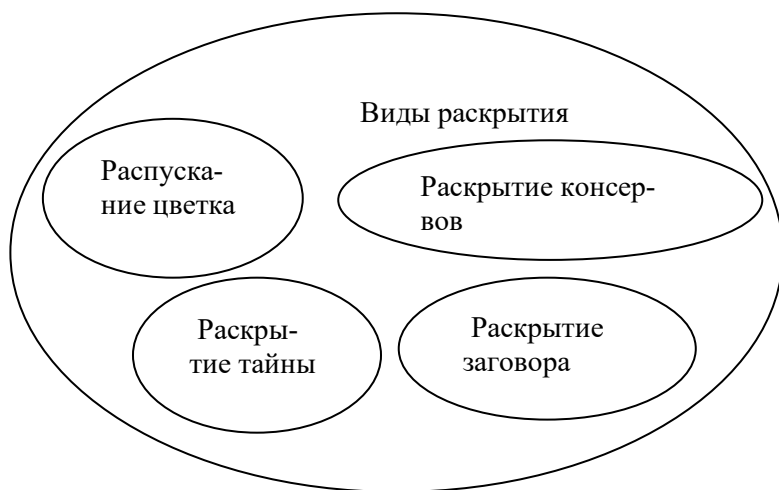 Виды раскрытия
Распуска-
ние цветка
Раскрытие консер-
вов
Раскры-
тие тайны
Раскрытие
заговора